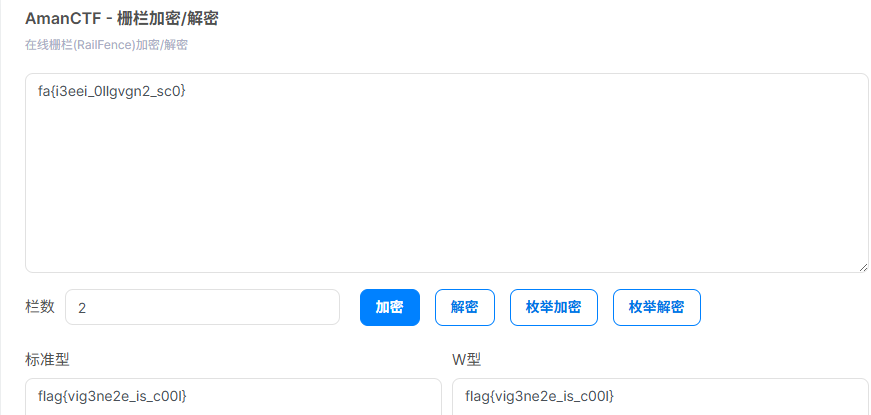 AmanCTF - 栅栏加密/解密
在线栅栏(RailFence)加密/解密
fa{i3eei_0llgvgn2_sc0}
栏数 2 加密 解密 枚举加密 枚举解密
标准型 W型
flag{vig3ne2e_is_c00l} flag{vig3ne2e_is_c00l}